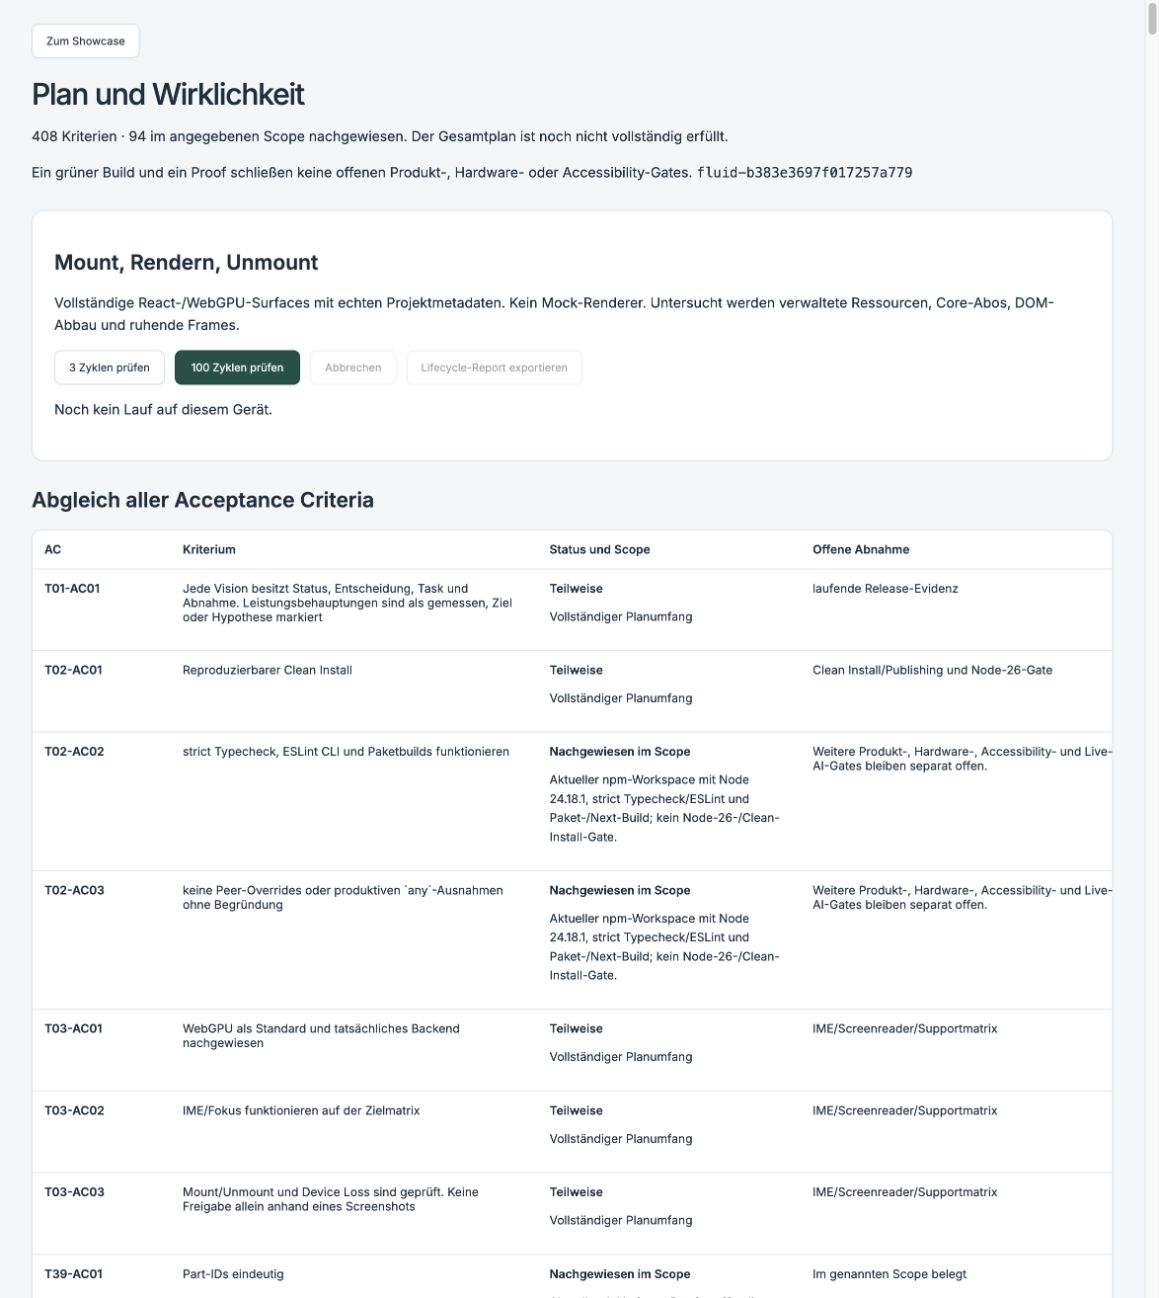 Zum Showcase
Plan und Wirklichkeit
408 Kriterien · 94 im angegebenen Scope nachgewiesen. Der Gesamtplan ist noch nicht vollständig erfüllt.
Ein grüner Build und ein Proof schließen keine offenen Produkt-, Hardware- oder Accessibility-Gates. fluid-b383e3697f017257a779
Mount, Rendern, Unmount
Vollständige React-/WebGPU-Surfaces mit echten Projektmetadaten. Kein Mock-Renderer. Untersucht werden verwaltete Ressourcen, Core-Abos, DOM-
Abbau und ruhende Frames.
3 Zyklen prüfen
100 Zyklen prüfen
Abbrechen
Lifecycle-Report exportieren
Noch kein Lauf auf diesem Gerät.
Abgleich aller Acceptance Criteria
AC
Kriterium
Status und Scope
Offene Abnahme
T01-AC01
Jede Vision besitzt Status, Entscheidung, Task und
Abnahme. Leistungsbehauptungen sind als gemessen, Ziel
oder Hypothese markiert
Teilweise
Vollständiger Planumfang
laufende Release-Evidenz
T02-AC01
Reproduzierbarer Clean Install
Teilweise
Vollständiger Planumfang
Clean Install/Publishing und Node-26-Gate
T02-AC02
strict Typecheck, ESLint CLI und Paketbuilds funktionieren
Nachgewiesen im Scope
Aktueller npm-Workspace mit Node
24.18.1, strict Typecheck/ESLint und
Paket-/Next-Build; kein Node-26-/Clean-
Install-Gate.
Weitere Produkt-, Hardware-, Accessibility- und Live-
AI-Gates bleiben separat offen.
T02-AC03
keine Peer-Overrides oder produktiven `any`-Ausnahmen
ohne Begründung
Nachgewiesen im Scope
Aktueller npm-Workspace mit Node
24.18.1, strict Typecheck/ESLint und
Paket-/Next-Build; kein Node-26-/Clean-
Install-Gate.
Weitere Produkt-, Hardware-, Accessibility- und Live-
AI-Gates bleiben separat offen.
T03-AC01
WebGPU als Standard und tatsächliches Backend
nachgewiesen
Teilweise
Vollständiger Planumfang
IME/Screenreader/Supportmatrix
T03-AC02
IME/Fokus funktionieren auf der Zielmatrix
Teilweise
Vollständiger Planumfang
IME/Screenreader/Supportmatrix
T03-AC03
Mount/Unmount und Device Loss sind geprüft. Keine
Freigabe allein anhand eines Screenshots
Teilweise
Vollständiger Planumfang
IME/Screenreader/Supportmatrix
T39-AC01
Part-IDs eindeutig
Nachgewiesen im Scope
Im genannten Scope belegt